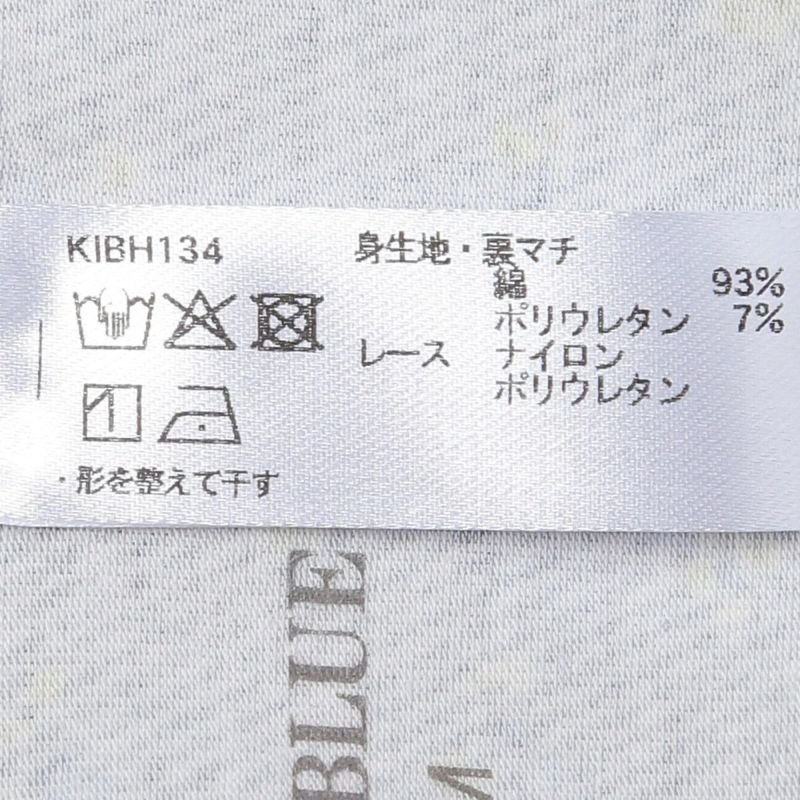 KIBH134
・形を整えて干す
身生地・裏マチ
綿 93%
ポリウレタン 7%
レース ナイロン
ポリウレタン
BLUE
M